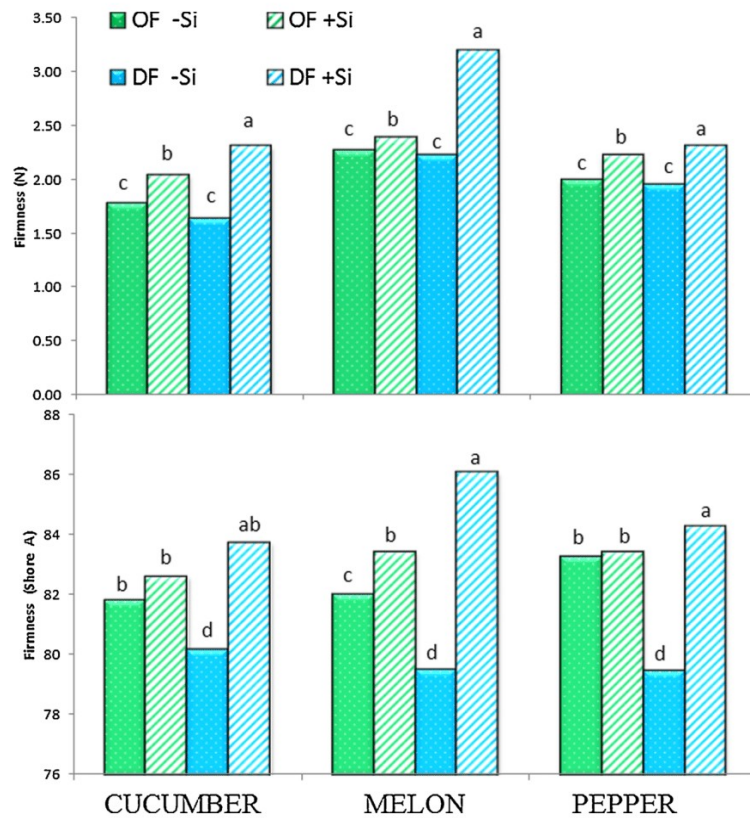 3.50
3.00
2.50
2.00
1.50
1.00
0.50
0.00
Firmness (N)
OF -Si OF +Si
DF -Si DF +Si
c b c a
c b c a
c b c a
88
86
84
82
80
78
76
Firmness (Shore A)
b b d ab
c b d a
b b d a
CUCUMBER MELON PEPPER